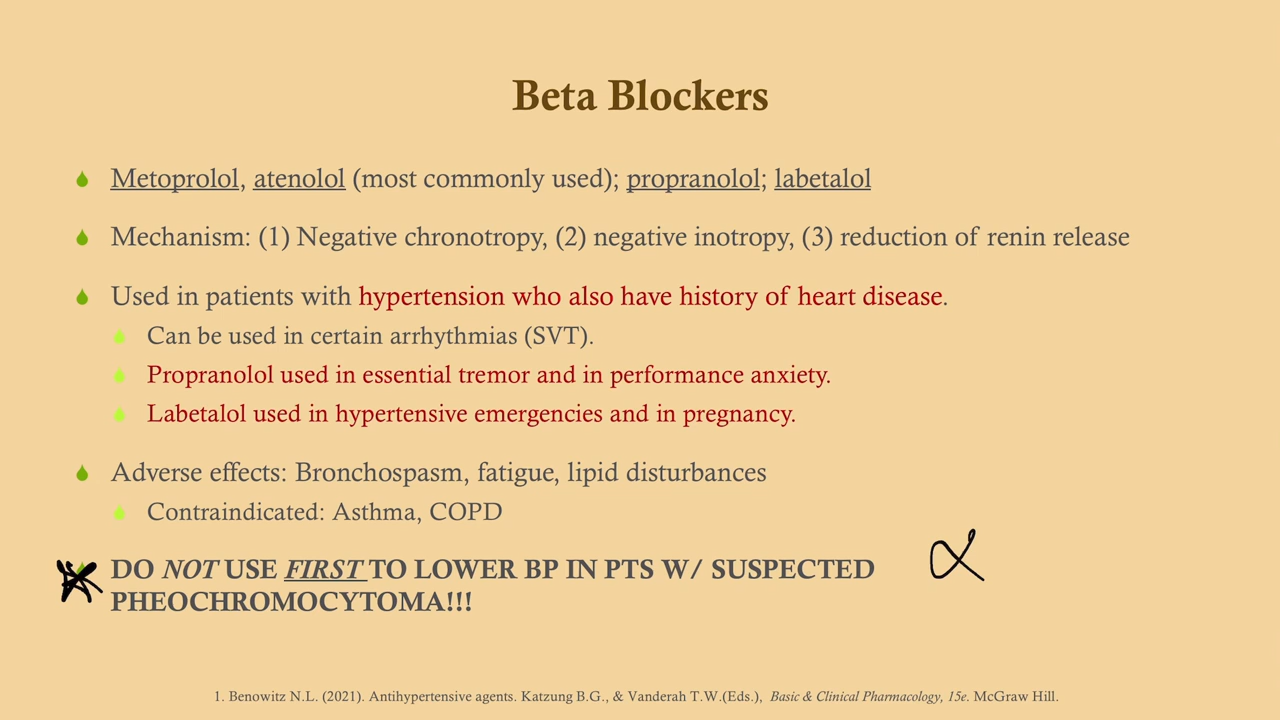 Beta Blockers
Metoprolol, atenolol (most commonly used); propranolol; labetalol
Mechanism: (1) Negative chronotropy, (2) negative inotropy, (3) reduction of renin release
Used in patients with hypertension who also have history of heart disease.
Can be used in certain arrhythmias (SVT).
Propranolol used in essential tremor and in performance anxiety.
Labetalol used in hypertensive emergencies and in pregnancy.
Adverse effects: Bronchospasm, fatigue, lipid disturbances
Contraindicated: Asthma, COPD
DO NOT USE FIRST TO LOWER BP IN PTS W/ SUSPECTED
PHEOCHROMOCYTOMA!!!
α
1. Benowitz N.L. (2021). Antihypertensive agents. Katzung B.G., & Vanderah T.W.(Eds.), Basic & Clinical Pharmacology, 15e. McGraw Hill.